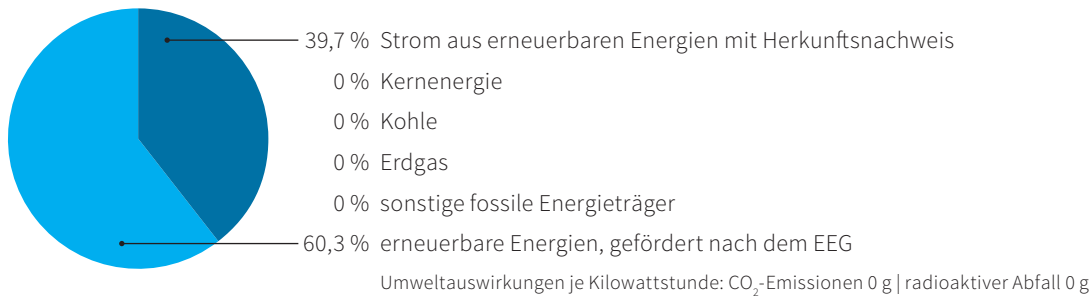 39,7 % Strom aus erneuerbaren Energien mit Herkunftsnachweis
0 % Kernenergie
0 % Kohle
0 % Erdgas
0 % sonstige fossile Energieträger
60,3 % erneuerbare Energien, gefördert nach dem EEG
Umweltauswirkungen je Kilowattstunde: CO₂-Emissionen 0 g | radioaktiver Abfall 0 g